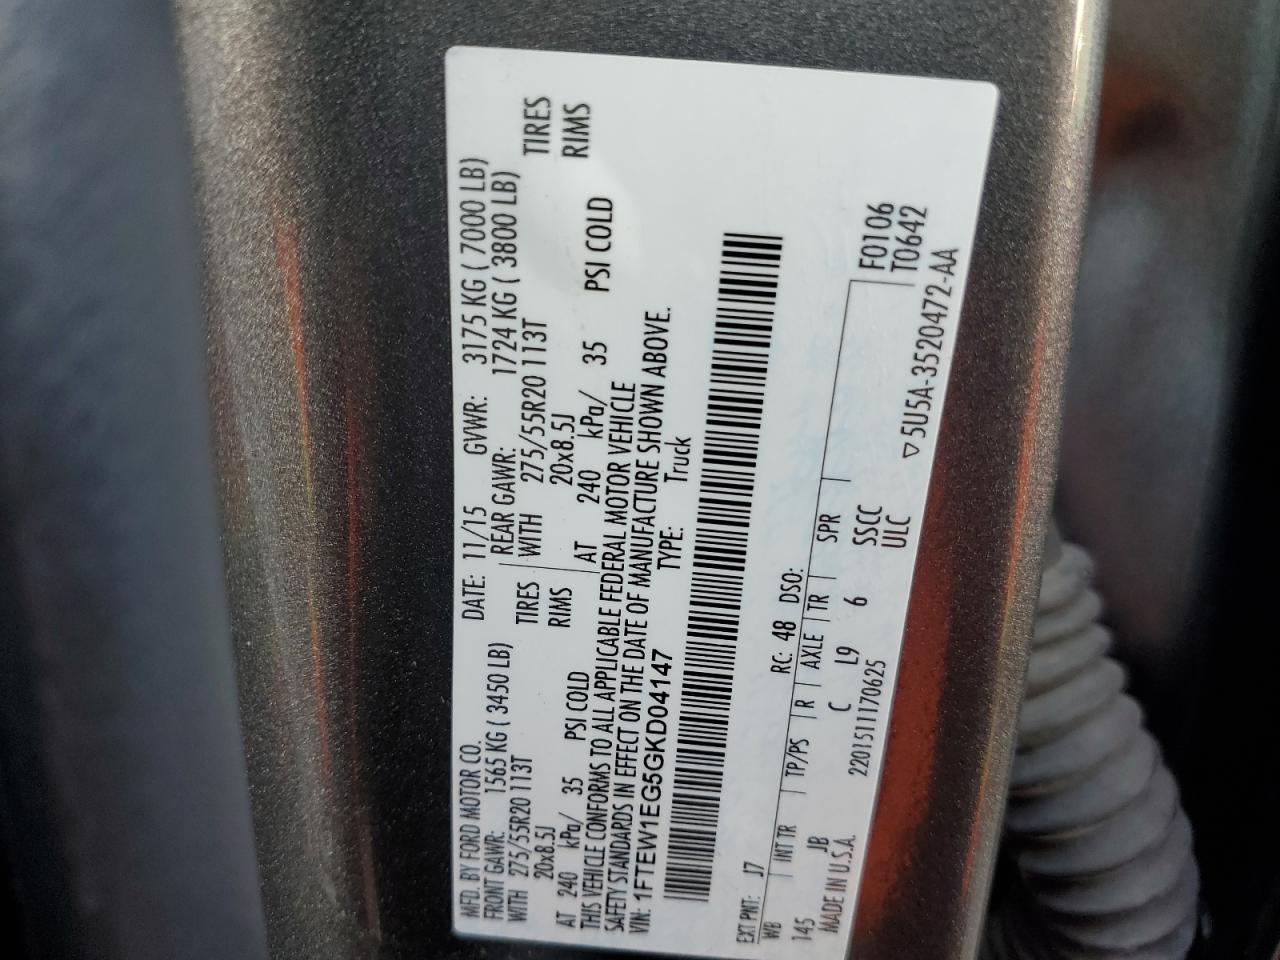 MFD. BY FORD MOTOR CO. DATE: 11/15 GVWR: 3175 KG ( 7000 LB)
FRONT GAWR: 1565 KG ( 3450 LB) REAR GAWR: 1724 KG ( 3800 LB)
WITH 275/55R20 113T TIRES WITH 275/55R20 113T TIRES
20x8.5J RIMS 20x8.5J RIMS
AT 240 kPa/ 35 PSI COLD AT 240 kPa/ 35 PSI COLD
THIS VEHICLE CONFORMS TO ALL APPLICABLE FEDERAL MOTOR VEHICLE
SAFETY STANDARDS IN EFFECT ON THE DATE OF MANUFACTURE SHOWN ABOVE.
VIN: 1FTEW1EG5GKD04147 TYPE: Truck
EXT PNT: J7 RC: 48 DSO:
WB INT TR TP/PS R AXLE TR SPR F0106
145 JB C L9 6 T0642
SSCC
ULC
MADE IN U.S.A. 22015111170625 ▽5U5A-3520472-AA